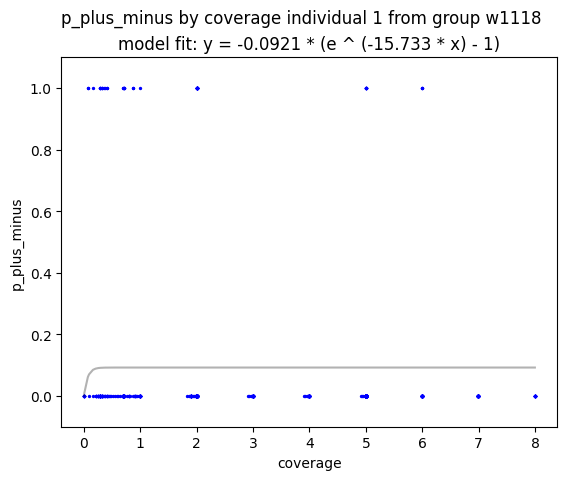 p_plus_minus by coverage individual 1 from group w1118
model fit: y = -0.0921 * (e ^ (-15.733 * x) - 1)
1.0
0.8
0.6
0.4
0.2
0.0
p_plus_minus
0 1 2 3 4 5 6 7 8
coverage